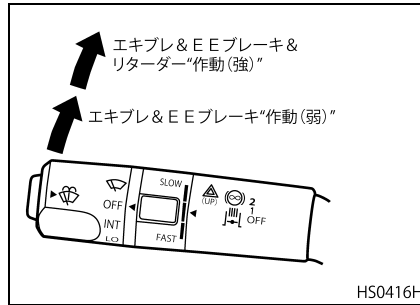 エキブレ&EEブレーキ&
リターダー“作動(強)”
エキブレ&EEブレーキ“作動(弱)”
SLOW
OFF
INT
LO
FAST
(UP)
2
1
OFF
HS0416H